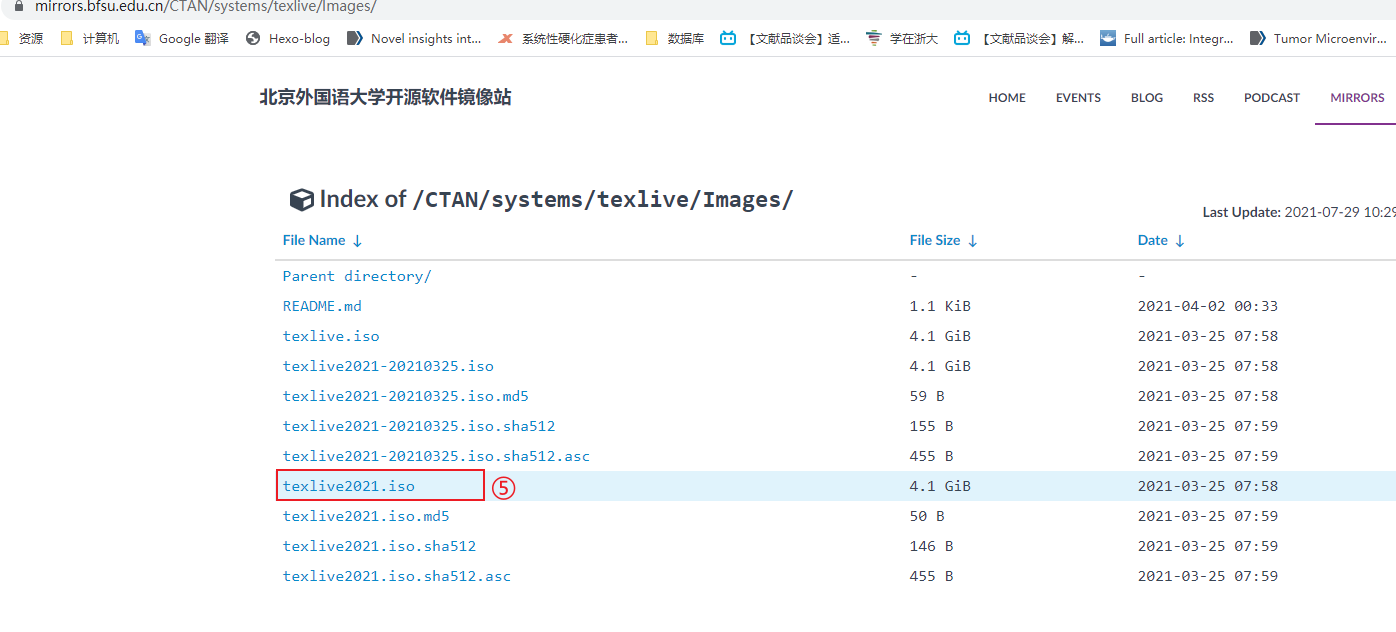 mirrors.bfsu.edu.cn/CTAN/systems/texlive/Images/
资源 计算机 Google 翻译 Hexo-blog Novel insights int... 系统性硬化症患者... 数据库 【文献品谈会】适... 学在浙大 【文献品谈会】解... Full article: Integr... Tumor Microenvir...
北京外国语大学开源软件镜像站 HOME EVENTS BLOG RSS PODCAST MIRRORS
Index of /CTAN/systems/texlive/Images/
Last Update: 2021-07-29 10:29
File Name ↓ File Size ↓ Date ↓
Parent directory/ - -
README.md 1.1 KiB 2021-04-02 00:33
texlive.iso 4.1 GiB 2021-03-25 07:58
texlive2021-20210325.iso 4.1 GiB 2021-03-25 07:58
texlive2021-20210325.iso.md5 59 B 2021-03-25 07:58
texlive2021-20210325.iso.sha512 155 B 2021-03-25 07:59
texlive2021-20210325.iso.sha512.asc 455 B 2021-03-25 07:59
texlive2021.iso ⑤ 4.1 GiB 2021-03-25 07:58
texlive2021.iso.md5 50 B 2021-03-25 07:59
texlive2021.iso.sha512 146 B 2021-03-25 07:59
texlive2021.iso.sha512.asc 455 B 2021-03-25 07:59